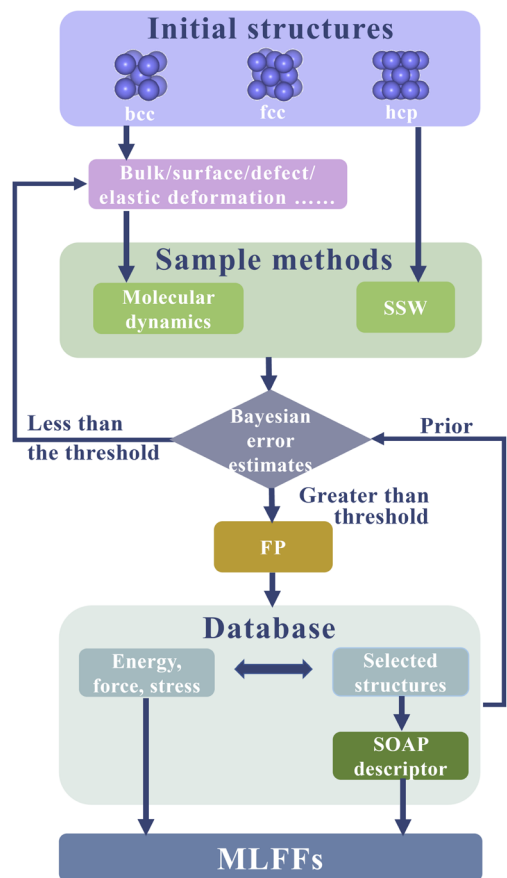 Initial structures
bcc
fcc
hcp
Bulk/surface/defect/
elastic deformation ……
Sample methods
Molecular
dynamics
SSW
Bayesian
error
estimates
Less than
the threshold
Prior
Greater than
threshold
FP
Database
Energy,
force, stress
Selected
structures
SOAP
descriptor
MLFFs